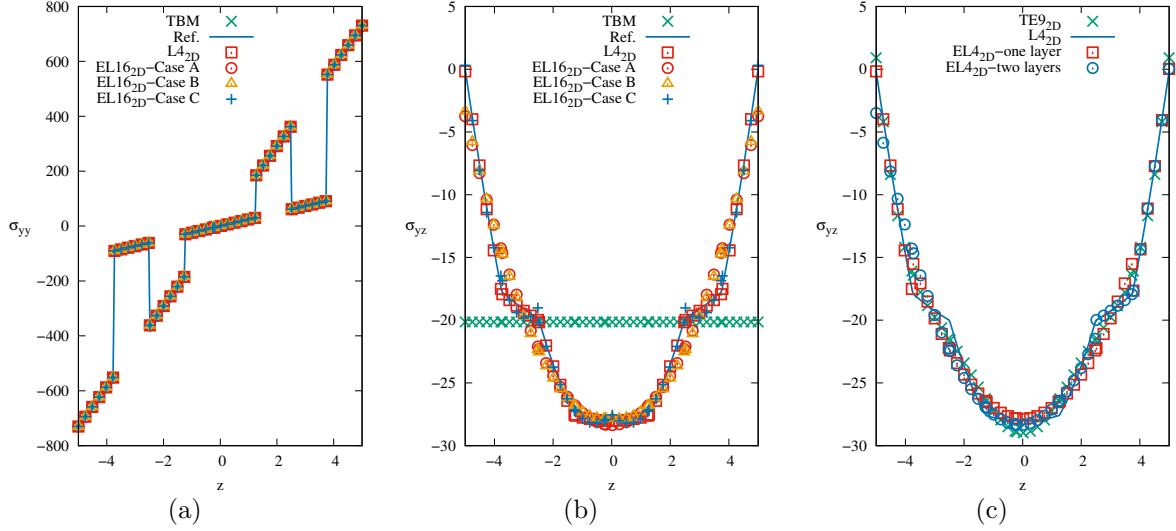 800
600
400
200
0
−200
−400
−600
−800
−4
−2
0
2
4
σyy
z
TBM
Ref.
L42D
EL162D−Case A
EL162D−Case B
EL162D−Case C
(a)
5
0
−5
−10
−15
−20
−25
−30
−4
−2
0
2
4
σyz
z
TBM
Ref.
L42D
EL162D−Case A
EL162D−Case B
EL162D−Case C
(b)
5
0
−5
−10
−15
−20
−25
−30
−4
−2
0
2
4
σyz
z
TE92D
L42D
EL42D−one layer
EL42D−two layers
(c)